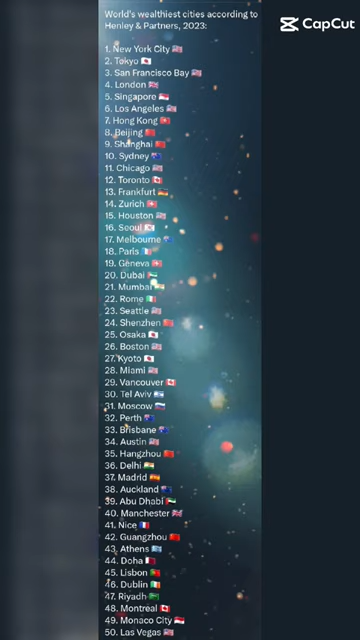 World's wealthiest cities according to
Henley & Partners, 2023:
CapCut
1. New York City 🇺🇸
2. Tokyo 🇯🇵
3. San Francisco Bay 🇺🇸
4. London 🇬🇧
5. Singapore 🇸🇬
6. Los Angeles 🇺🇸
7. Hong Kong 🇭🇰
8. Beijing 🇨🇳
9. Shanghai 🇨🇳
10. Sydney 🇦🇺
11. Chicago 🇺🇸
12. Toronto 🇨🇦
13. Frankfurt 🇩🇪
14. Zurich 🇨🇭
15. Houston 🇺🇸
16. Seoul 🇰🇷
17. Melbourne 🇦🇺
18. Paris 🇫🇷
19. Geneva 🇨🇭
20. Dubai 🇦🇪
21. Mumbai 🇮🇳
22. Rome 🇮🇹
23. Seattle 🇺🇸
24. Shenzhen 🇨🇳
25. Osaka 🇯🇵
26. Boston 🇺🇸
27. Kyoto 🇯🇵
28. Miami 🇺🇸
29. Vancouver 🇨🇦
30. Tel Aviv 🇮🇱
31. Moscow 🇷🇺
32. Perth 🇦🇺
33. Brisbane 🇦🇺
34. Austin 🇺🇸
35. Hangzhou 🇨🇳
36. Delhi 🇮🇳
37. Madrid 🇪🇸
38. Auckland 🇳🇿
39. Abu Dhabi 🇦🇪
40. Manchester 🇬🇧
41. Nice 🇫🇷
42. Guangzhou 🇨🇳
43. Athens 🇬🇷
44. Doha 🇶🇦
45. Lisbon 🇵🇹
46. Dublin 🇮🇪
47. Riyadh 🇸🇦
48. Montreal 🇨🇦
49. Monaco City 🇲🇨
50. Las Vegas 🇺🇸